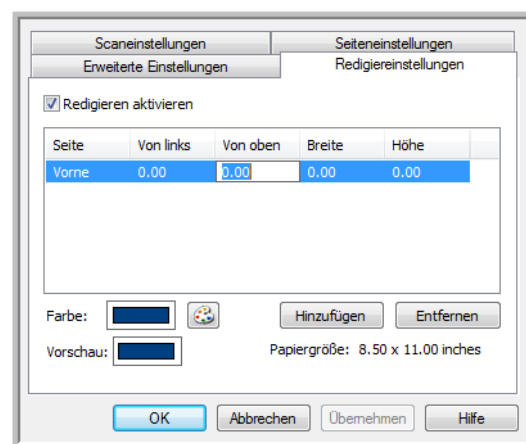 Scaneinstellungen Seiteneinstellungen
Erweiterte Einstellungen Redigiereinstellungen
Redigieren aktivieren
Seite Von links Von oben Breite Höhe
Vorne 0.00 0.00 0.00 0.00
Farbe: Hinzufügen Entfernen
Vorschau: Papiergröße: 8.50 x 11.00 inches
OK Abbrechen Übernehmen Hilfe